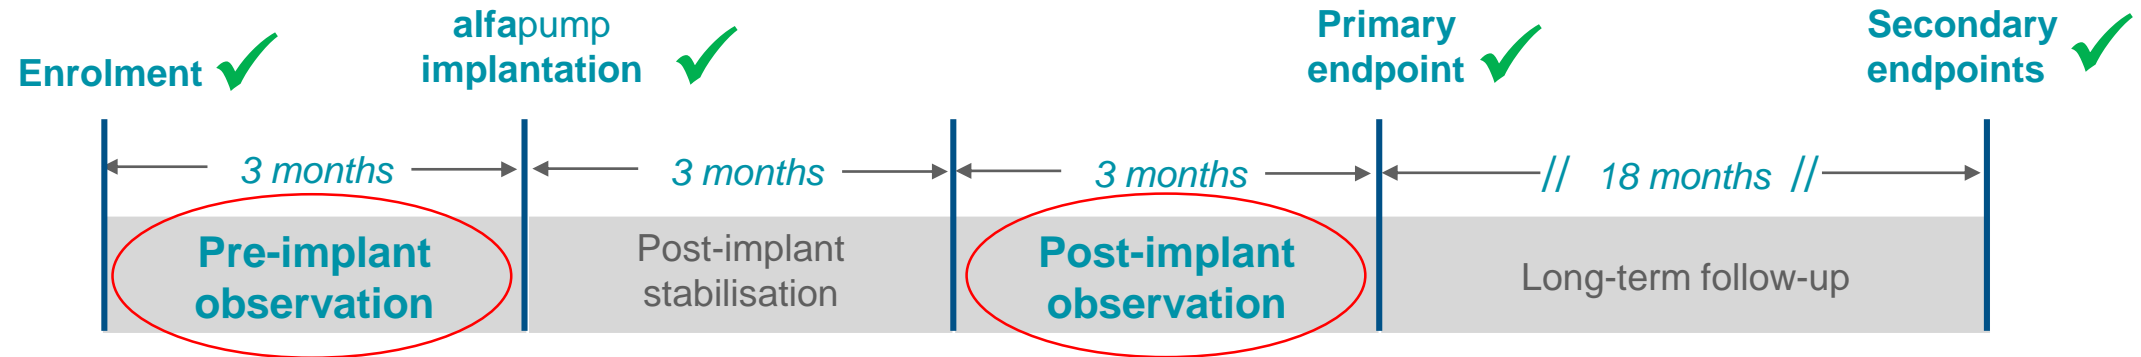 Enrolment
alfapump
implantation
Primary
endpoint
Secondary
endpoints
3 months
3 months
3 months
// 18 months //
Pre-implant
observation
Post-implant
stabilisation
Post-implant
observation
Long-term follow-up